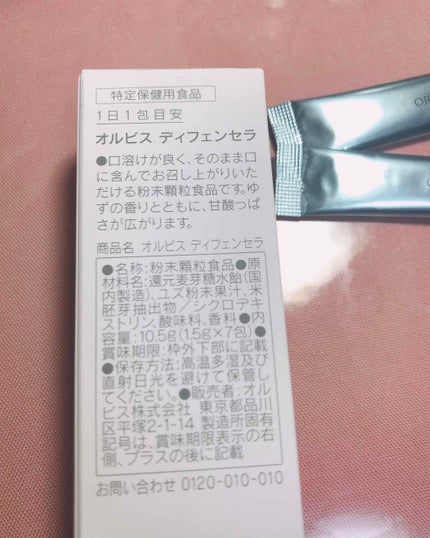 特定保健用食品
1日1包目安
オルビス ディフェンセラ
●口溶けが良く、そのまま口
に含んでお召し上がりいた
だける粉末顆粒食品です。ゆ
ずの香りとともに、甘酸っぱ
さが広がります。
商品名 オルビス ディフェンセラ
●名称:粉末顆粒食品●原
材料名:還元麦芽糖水飴(国
内製造)、ユズ粉末果汁、米
胚芽抽出物/シクロデキ
ストリン、酸味料、香料●内
容量:10.5g(1.5g×7包)●
賞味期限:枠外下部に記載
●保存方法:高温多湿及び
直射日光を避けて保管し
てください。●販売者:オル
ビス株式会社 東京都品川
区平塚2-1-14 製造所固有
記号は、賞味期限表示の右
側、プラスの後に記載
お問い合わせ 0120-010-010
OR